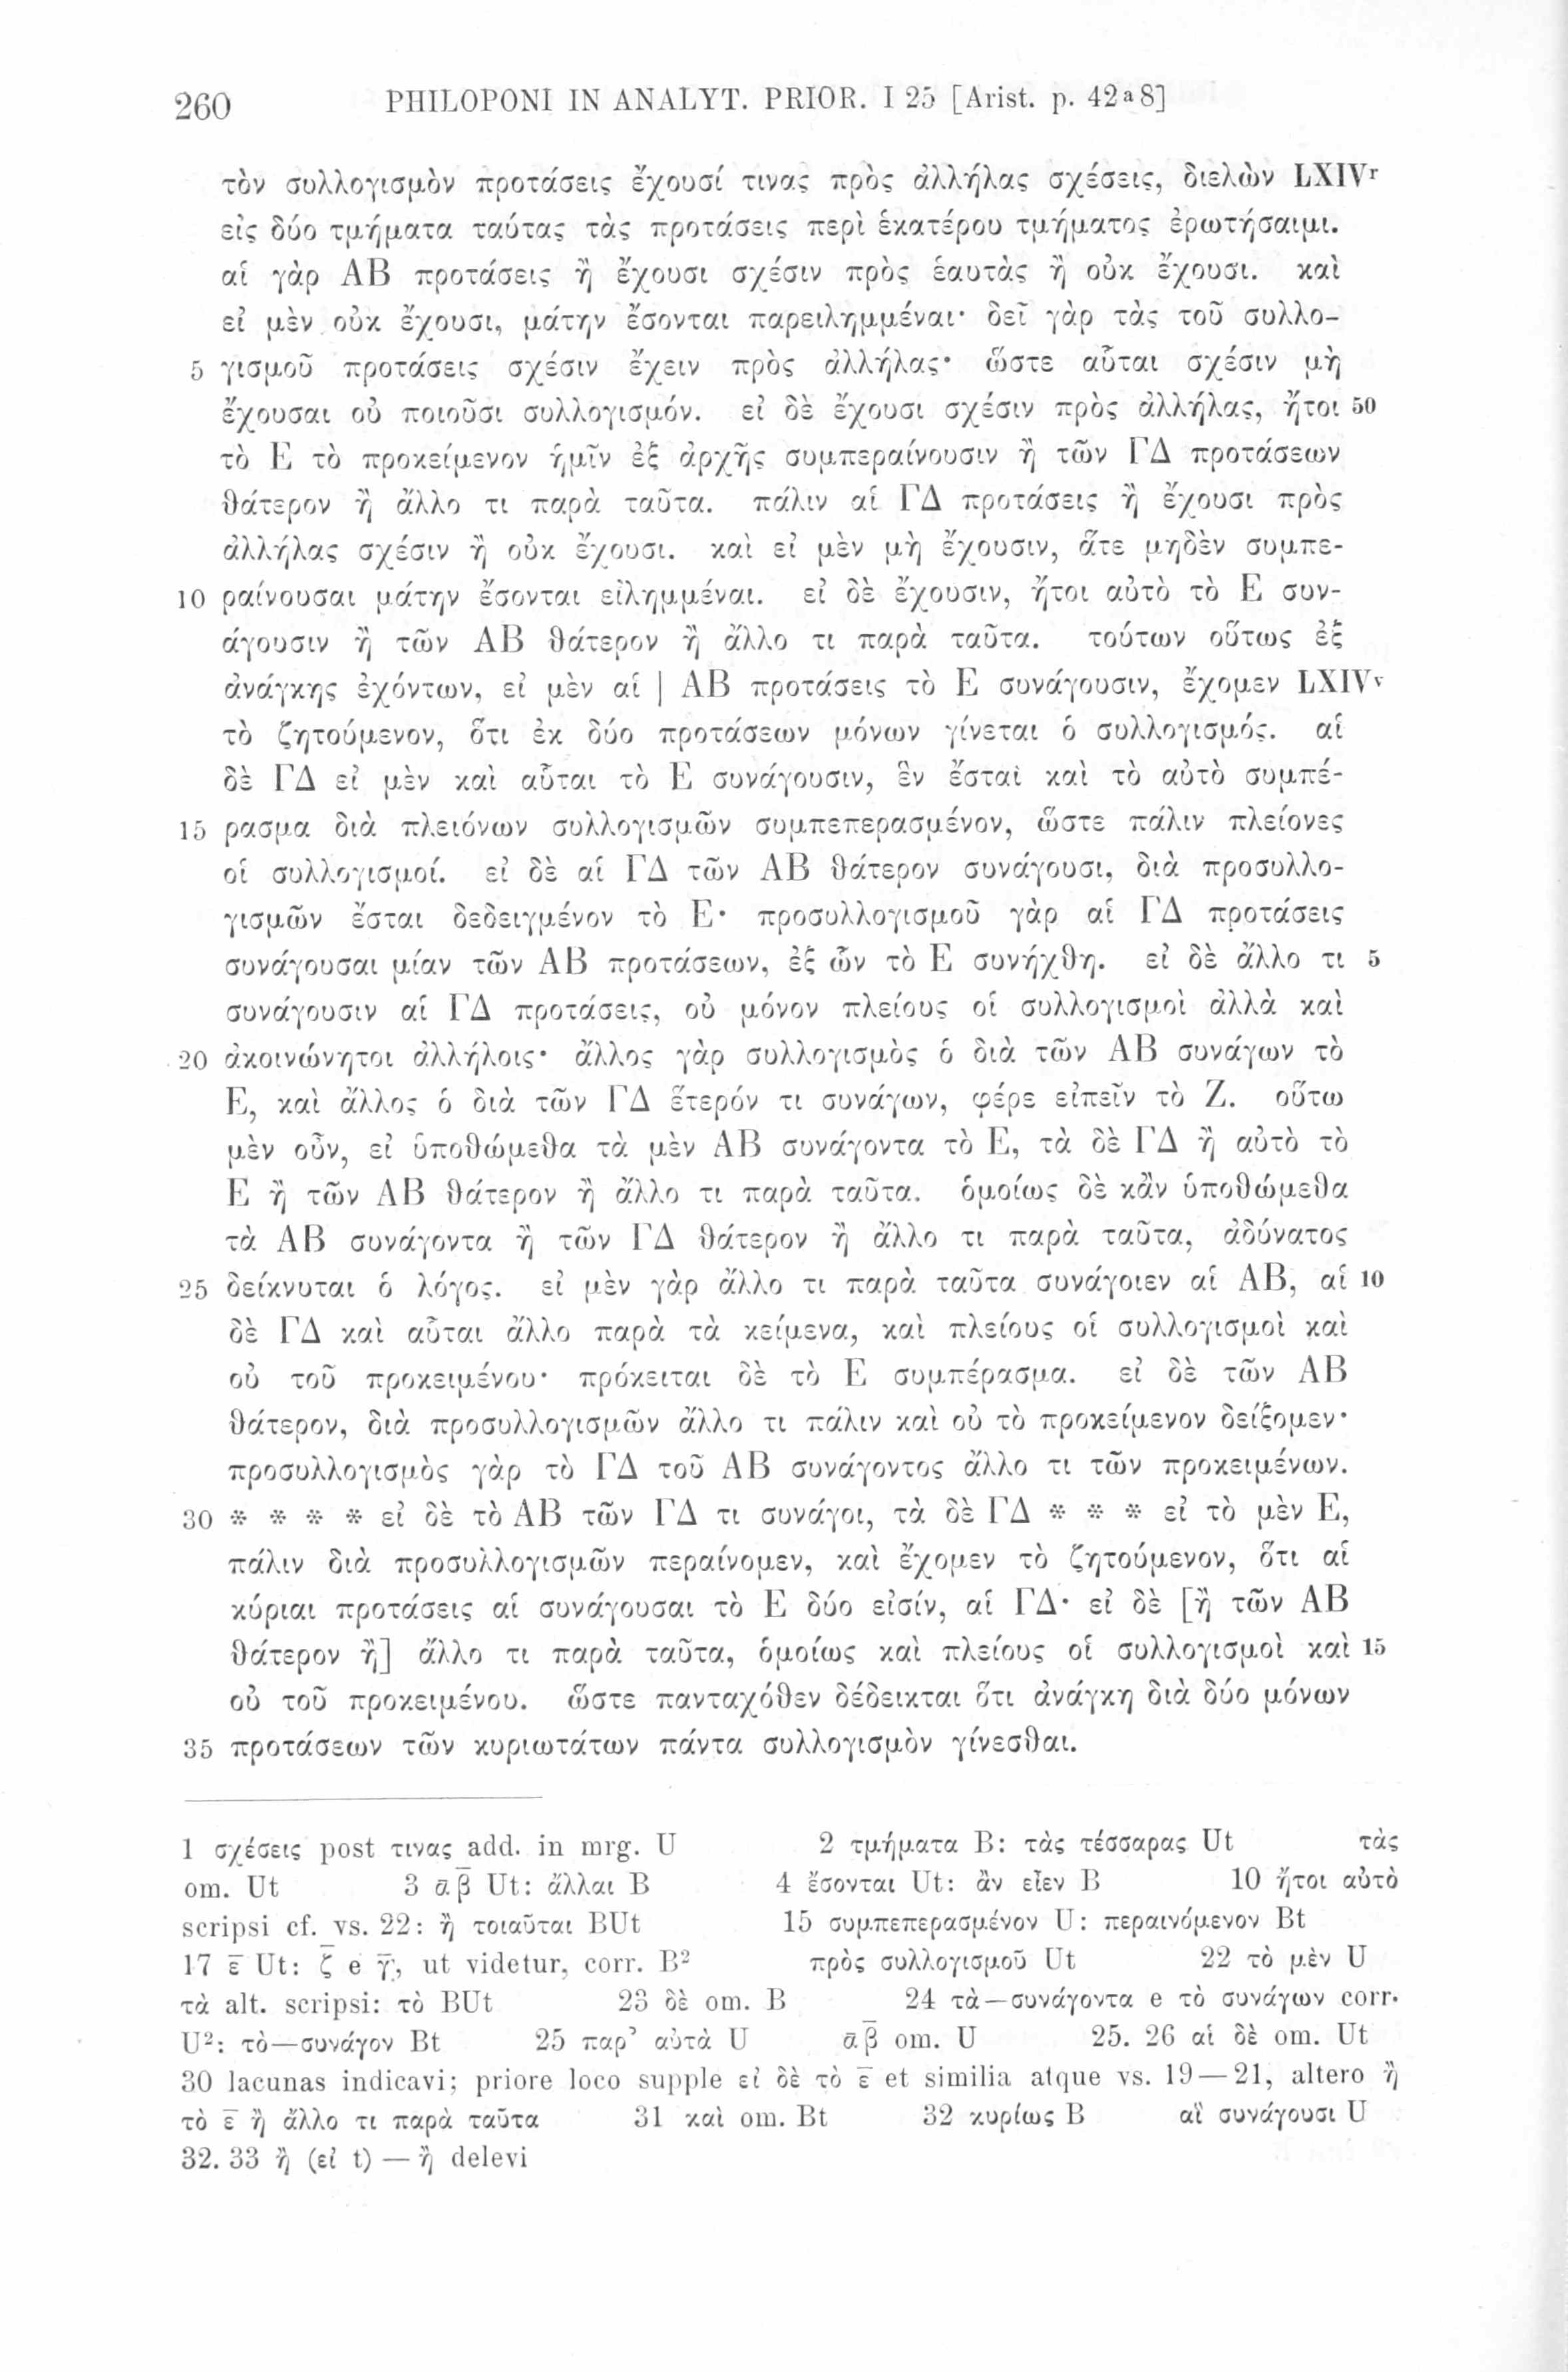 260 PHILOPONI IN ANALYT. PRIOR. I 25 [Arist. p. 42ª8]
τὸν συλλογισμὸν προτάσεις ἔχουσί τινας πρὸς ἀλλήλας σχέσεις, διελὼν LXIVʳ
εἰς δύο τμήματα ταύτας τὰς προτάσεις περὶ ἑκατέρου τμήματος ἐρωτήσαιμι.
αἱ γὰρ ΑΒ προτάσεις ἢ ἔχουσι σχέσιν πρὸς ἑαυτὰς ἢ οὐκ ἔχουσι. καὶ
εἰ μὲν οὐκ ἔχουσι, μάτην ἔσονται παρειλημμέναι· δεῖ γὰρ τὰς τοῦ συλλο-
5 γισμοῦ προτάσεις σχέσιν ἔχειν πρὸς ἀλλήλας· ὥστε αὗται σχέσιν μὴ
ἔχουσαι οὐ ποιοῦσι συλλογισμόν. εἰ δὲ ἔχουσι σχέσιν πρὸς ἀλλήλας, ἤτοι 50
τὸ Ε τὸ προκείμενον ἡμῖν ἐξ ἀρχῆς συμπεραίνουσιν ἢ τῶν ΓΔ προτάσεων
θάτερον ἢ ἄλλο τι παρὰ ταῦτα. πάλιν αἱ ΓΔ προτάσεις ἢ ἔχουσι πρὸς
ἀλλήλας σχέσιν ἢ οὐκ ἔχουσι. καὶ εἰ μὲν μὴ ἔχουσιν, ἅτε μηδὲν συμπε-
10 ραίνουσαι μάτην ἔσονται εἰλημμέναι. εἰ δὲ ἔχουσιν, ἤτοι αὐτὸ τὸ Ε συν-
άγουσιν ἢ τῶν ΑΒ θάτερον ἢ ἄλλο τι παρὰ ταῦτα. τούτων οὕτως ἐξ
ἀνάγκης ἐχόντων, εἰ μὲν αἱ | ΑΒ προτάσεις τὸ Ε συνάγουσιν, ἔχομεν LXIVᵛ
τὸ ζητούμενον, ὅτι ἐκ δύο προτάσεων μόνων γίνεται ὁ συλλογισμός. αἱ
δὲ ΓΔ εἰ μὲν καὶ αὗται τὸ Ε συνάγουσιν, ἓν ἔσται καὶ τὸ αὐτὸ συμπέ-
15 ρασμα διὰ πλειόνων συλλογισμῶν συμπεπερασμένον, ὥστε πάλιν πλείονες
οἱ συλλογισμοί. εἰ δὲ αἱ ΓΔ τῶν ΑΒ θάτερον συνάγουσι, διὰ προσυλλο-
γισμῶν ἔσται δεδειγμένον τὸ Ε· προσυλλογισμοῦ γὰρ αἱ ΓΔ προτάσεις
συνάγουσαι μίαν τῶν ΑΒ προτάσεων, ἐξ ὧν τὸ Ε συνήχθη. εἰ δὲ ἄλλο τι 5
συνάγουσιν αἱ ΓΔ προτάσεις, οὐ μόνον πλείους οἱ συλλογισμοὶ ἀλλὰ καὶ
20 ἀκοινώνητοι ἀλλήλοις· ἄλλος γὰρ συλλογισμὸς ὁ διὰ τῶν ΑΒ συνάγων τὸ
Ε, καὶ ἄλλος ὁ διὰ τῶν ΓΔ ἕτερόν τι συνάγων, φέρε εἰπεῖν τὸ Ζ. οὕτω
μὲν οὖν, εἰ ὑποθώμεθα τὰ μὲν ΑΒ συνάγοντα τὸ Ε, τὰ δὲ ΓΔ ἢ αὐτὸ τὸ
Ε ἢ τῶν ΑΒ θάτερον ἢ ἄλλο τι παρὰ ταῦτα. ὁμοίως δὲ κἂν ὑποθώμεθα
τὰ ΑΒ συνάγοντα ἢ τῶν ΓΔ θάτερον ἢ ἄλλο τι παρὰ ταῦτα, ἀδύνατος
25 δείκνυται ὁ λόγος. εἰ μὲν γὰρ ἄλλο τι παρὰ ταῦτα συνάγοιεν αἱ ΑΒ, αἱ 10
δὲ ΓΔ καὶ αὗται ἄλλο παρὰ τὰ κείμενα, καὶ πλείους οἱ συλλογισμοὶ καὶ
οὐ τοῦ προκειμένου· πρόκειται δὲ τὸ Ε συμπέρασμα. εἰ δὲ τῶν ΑΒ
θάτερον, διὰ προσυλλογισμῶν ἄλλο τι πάλιν καὶ οὐ τὸ προκείμενον δείξομεν·
προσυλλογισμὸς γὰρ τὸ ΓΔ τοῦ ΑΒ συνάγοντος ἄλλο τι τῶν προκειμένων.
30 * * * * εἰ δὲ τὸ ΑΒ τῶν ΓΔ τι συνάγοι, τὰ δὲ ΓΔ * * * εἰ τὸ μὲν Ε,
πάλιν διὰ προσυλλογισμῶν περαίνομεν, καὶ ἔχομεν τὸ ζητούμενον, ὅτι αἱ
κύριαι προτάσεις αἱ συνάγουσαι τὸ Ε δύο εἰσίν, αἱ ΓΔ· εἰ δὲ [ἢ τῶν ΑΒ
θάτερον ἢ] ἄλλο τι παρὰ ταῦτα, ὁμοίως καὶ πλείους οἱ συλλογισμοὶ καὶ 15
οὐ τοῦ προκειμένου. ὥστε πανταχόθεν δέδεικται ὅτι ἀνάγκη διὰ δύο μόνων
35 προτάσεων τῶν κυριωτάτων πάντα συλλογισμὸν γίνεσθαι.
1 σχέσεις post τινας add. in mrg. U 2 τμήματα B: τὰς τέσσαρας Ut τὰς
om. Ut 3 α̅β̅ Ut: ἄλλαι B 4 ἔσονται Ut: ἂν εἶεν B 10 ἤτοι αὐτὸ
scripsi cf. vs. 22: ἢ τοιαῦται BUt 15 συμπεπερασμένον U: περαινόμενον Bt
17 ε̅ Ut: ζ̅ e γ̅, ut videtur, corr. B² πρὸς συλλογισμοῦ Ut 22 τὸ μὲν U
τὰ alt. scripsi: τὸ BUt 23 δὲ om. B 24 τὰ—συνάγοντα e τὸ συνάγων corr.
U²: τὸ—συνάγον Bt 25 παρ’ αὐτὰ U α̅β̅ om. U 25. 26 αἱ δὲ om. Ut
30 lacunas indicavi; priore loco supple εἰ δὲ τὸ ε̅ et similia atque vs. 19—21, altero ἢ
τὸ ε̅ ἢ ἄλλο τι παρὰ ταῦτα 31 καὶ om. Bt 32 κυρίως B αἳ συνάγουσι U
32. 33 ἢ (εἰ t) — ἢ delevi